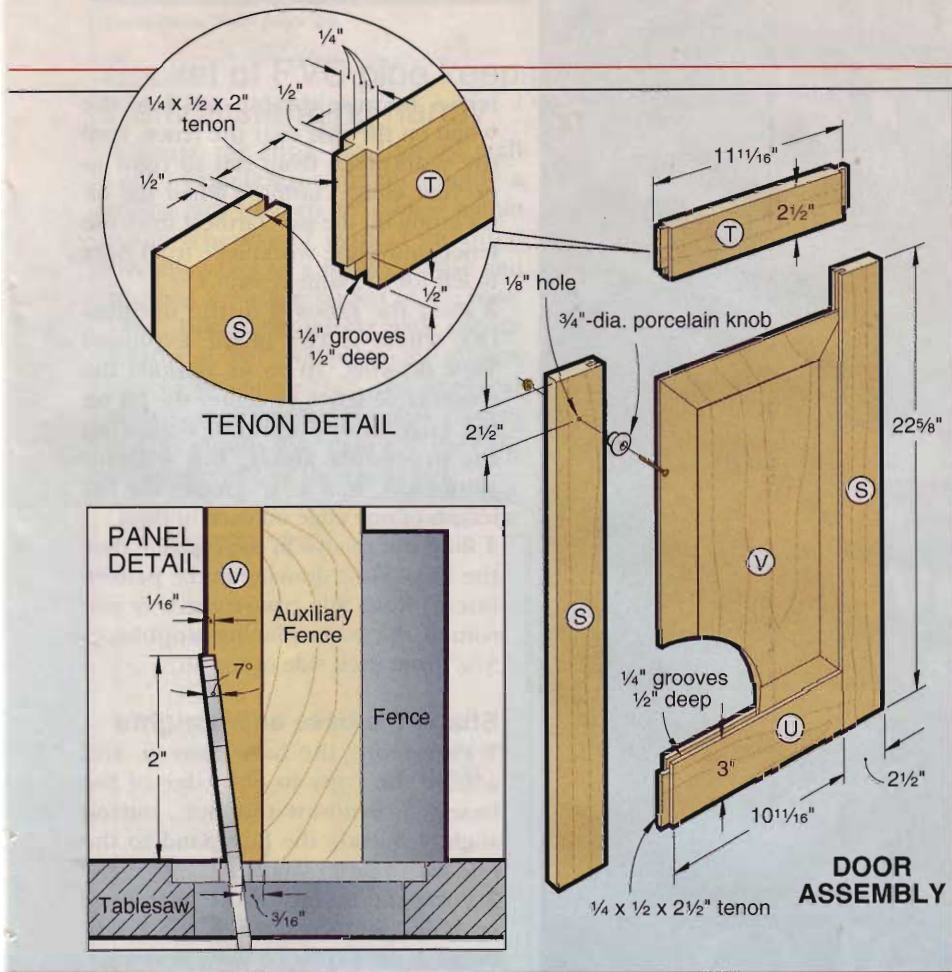 1/4"
1/2"
1/4 x 1/2 x 2"
tenon
1/2"
T
1/2"
S
1/4" grooves
1/2" deep
TENON DETAIL
11 11/16"
2 1/2"
T
1/8" hole
3/4"-dia. porcelain knob
2 1/2"
22 5/8"
S
V
S
1/4" grooves
1/2" deep
U
3"
2 1/2"
10 11/16"
1/4 x 1/2 x 2 1/2" tenon
DOOR
ASSEMBLY
PANEL
DETAIL
V
1/16"
Auxiliary
Fence
7°
Fence
2"
Tablesaw
3/16"